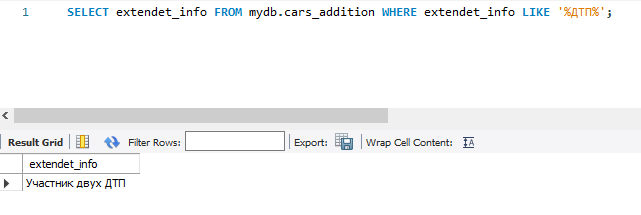 1 SELECT extendet_info FROM mydb.cars_addition WHERE extendet_info LIKE '%ДТП%';
Result Grid Filter Rows: Export: Wrap Cell Content:
extendet_info
Участник двух ДТП